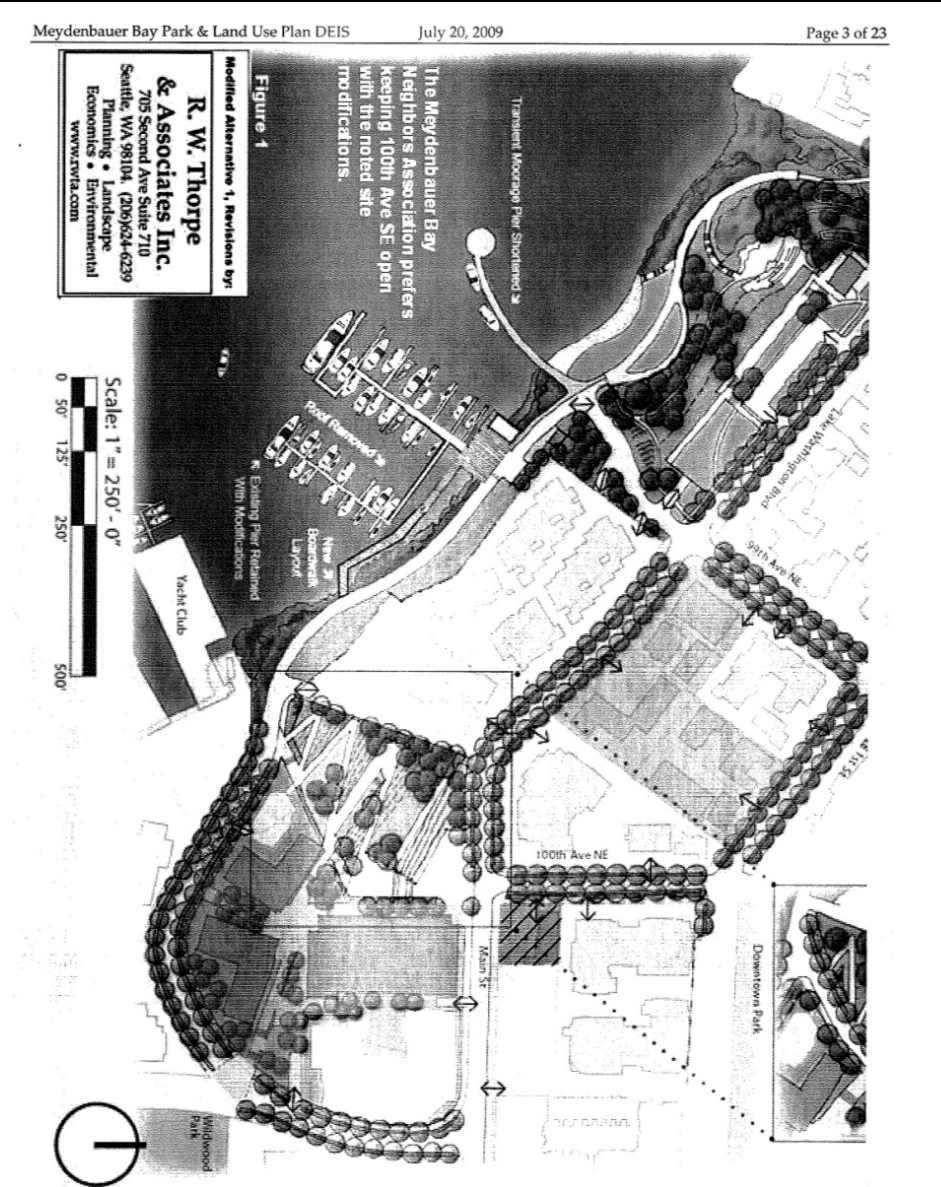 Meydenbauer Bay Park & Land Use Plan DEIS July 20, 2009 Page 3 of 23
The Meydenbauer Bay
Neighbors Association prefers
keeping 100th Ave SE open
with the noted site
modifications.
Transient Moorage Pier Shortened
Figure 1
Modified Alternative 1, Revisions by:
R. W. Thorpe
& Associates Inc.
705 Second Ave Suite 710
Seattle, WA 98104. (206)624-6239
Planning • Landscape
Economics • Environmental
www.rwta.com
Scale: 1" = 250' - 0"
0 50' 125' 250' 500'
Roof Removed
Existing Pier Retained
With Modifications
New
Boardwalk
Layout
Yacht Club
Lake Washington Blvd
99th Ave NE
100th Ave NE
Main St
Downtown Park
Wildwood
Park